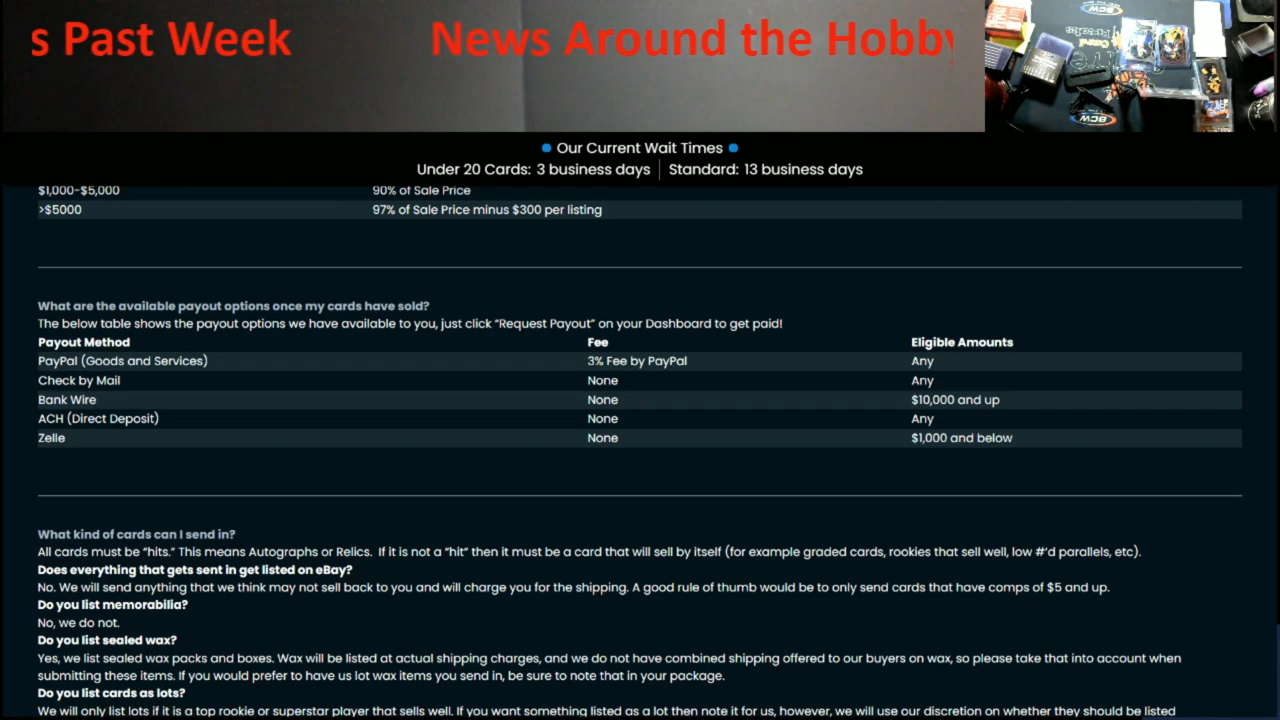 s Past Week News Around the Hobby
BCW
BCW
Our Current Wait Times
Under 20 Cards: 3 business days | Standard: 13 business days
$1,000-$5,000 90% of Sale Price
>$5000 97% of Sale Price minus $300 per listing
What are the available payout options once my cards have sold?
The below table shows the payout options we have available to you, just click “Request Payout” on your Dashboard to get paid!
Payout Method Fee Eligible Amounts
PayPal (Goods and Services) 3% Fee by PayPal Any
Check by Mail None Any
Bank Wire None $10,000 and up
ACH (Direct Deposit) None Any
Zelle None $1,000 and below
What kind of cards can I send in?
All cards must be “hits.” This means Autographs or Relics. If it is not a “hit” then it must be a card that will sell by itself (for example graded cards, rookies that sell well, low #’d parallels, etc).
Does everything that gets sent in get listed on eBay?
No. We will send anything that we think may not sell back to you and will charge you for the shipping. A good rule of thumb would be to only send cards that have comps of $5 and up.
Do you list memorabilia?
No, we do not.
Do you list sealed wax?
Yes, we list sealed wax packs and boxes. Wax will be listed at actual shipping charges, and we do not have combined shipping offered to our buyers on wax, so please take that into account when
submitting these items. If you would prefer to have us lot wax items you send in, be sure to note that in your package.
Do you list cards as lots?
We will only list lots if it is a top rookie or superstar player that sells well. If you want something listed as a lot then note it for us, however, we will use our discretion on whether they should be listed